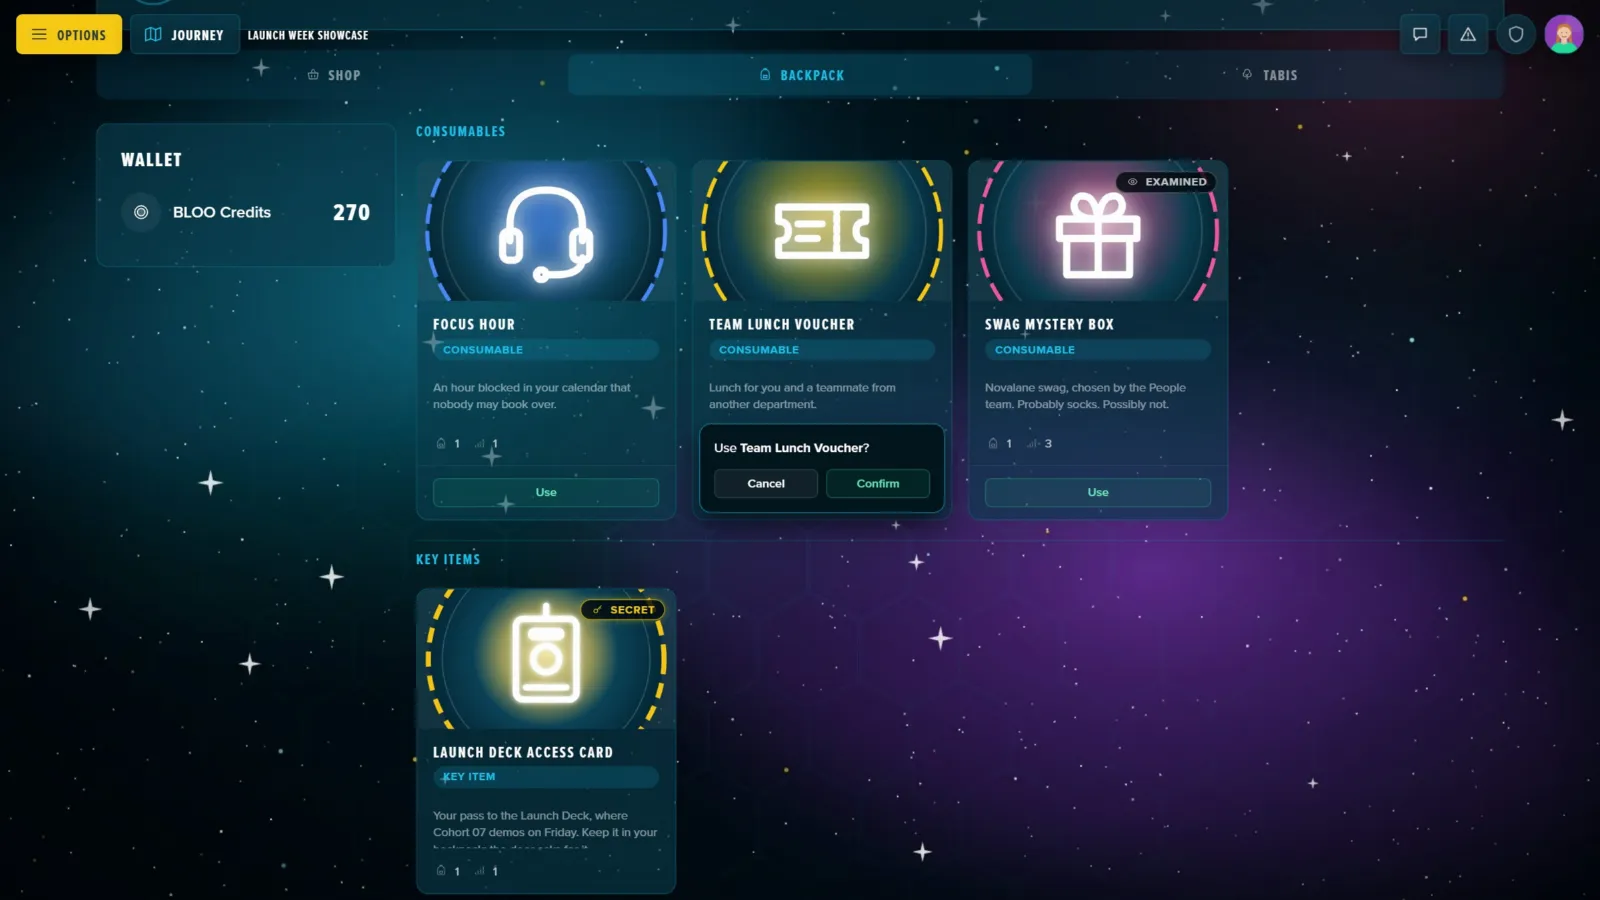 OPTIONS
JOURNEY
LAUNCH WEEK SHOWCASE
SHOP
BACKPACK
TABIS
WALLET
BLOO Credits 270
CONSUMABLES
FOCUS HOUR
CONSUMABLE
An hour blocked in your calendar that
nobody may book over.
1 1
Use
TEAM LUNCH VOUCHER
CONSUMABLE
Lunch for you and a teammate from
another department.
Use Team Lunch Voucher?
Cancel
Confirm
EXAMINED
SWAG MYSTERY BOX
CONSUMABLE
Novalane swag, chosen by the People
team. Probably socks. Possibly not.
1 3
Use
KEY ITEMS
SECRET
LAUNCH DECK ACCESS CARD
KEY ITEM
Your pass to the Launch Deck, where
Cohort 07 demos on Friday. Keep it in your
1 1